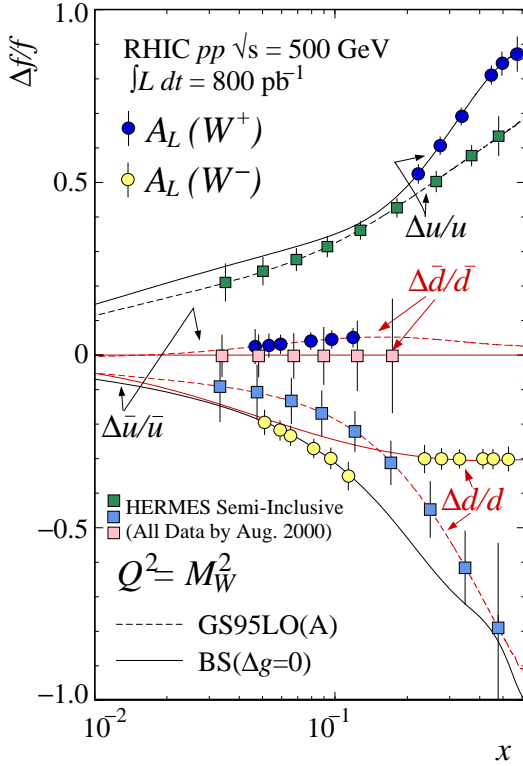 Δf/f
1.0
RHIC pp √s = 500 GeV
∫L dt = 800 pb⁻¹
A_L (W⁺)
A_L (W⁻)
0.5
Δu/u
Δd̄/d̄
0
Δū/ū
HERMES Semi-Inclusive
(All Data by Aug. 2000)
−0.5
Δd/d
Q² = M_W²
GS95LO(A)
BS(Δg=0)
−1.0
10⁻²
10⁻¹
x